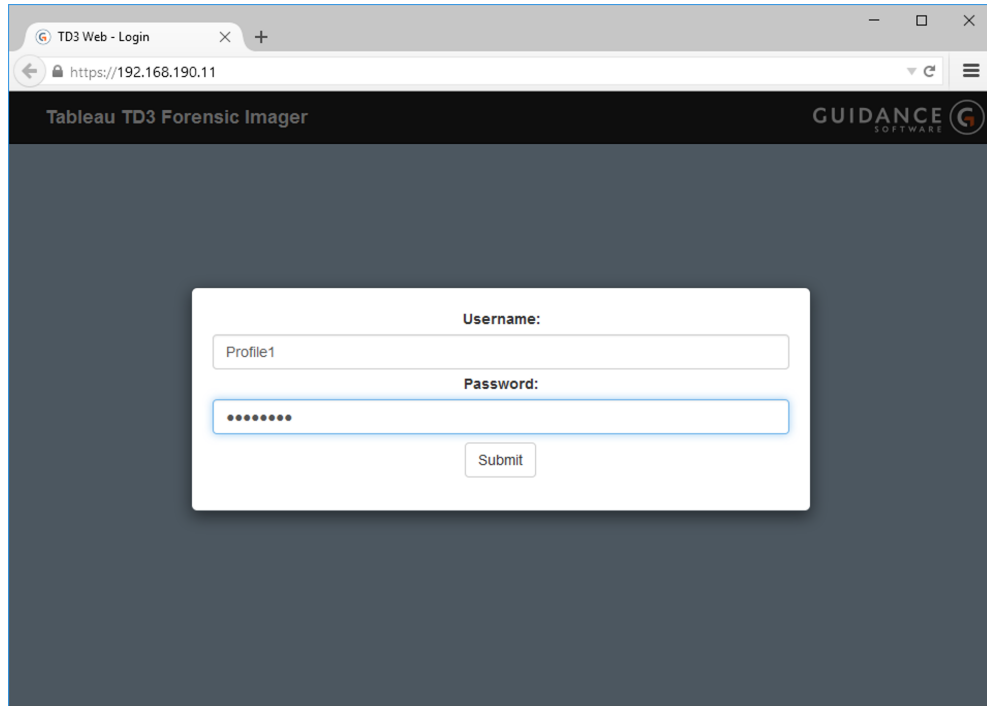 TD3 Web - Login
https://192.168.190.11
Tableau TD3 Forensic Imager
GUIDANCE
SOFTWARE
Username:
Profile1
Password:
••••••••
Submit